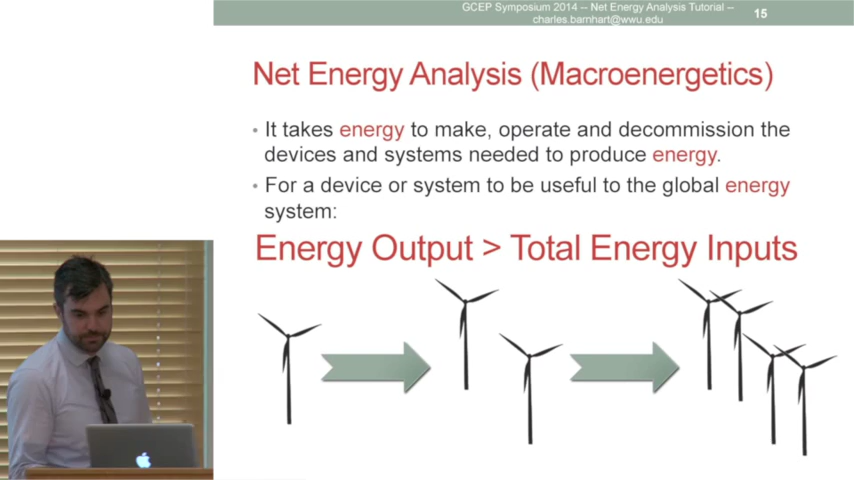 GCEP Symposium 2014 -- Net Energy Analysis Tutorial --
charles.barnhart@wwu.edu
15
Net Energy Analysis (Macroenergetics)
• It takes energy to make, operate and decommission the
devices and systems needed to produce energy.
• For a device or system to be useful to the global energy
system:
Energy Output > Total Energy Inputs